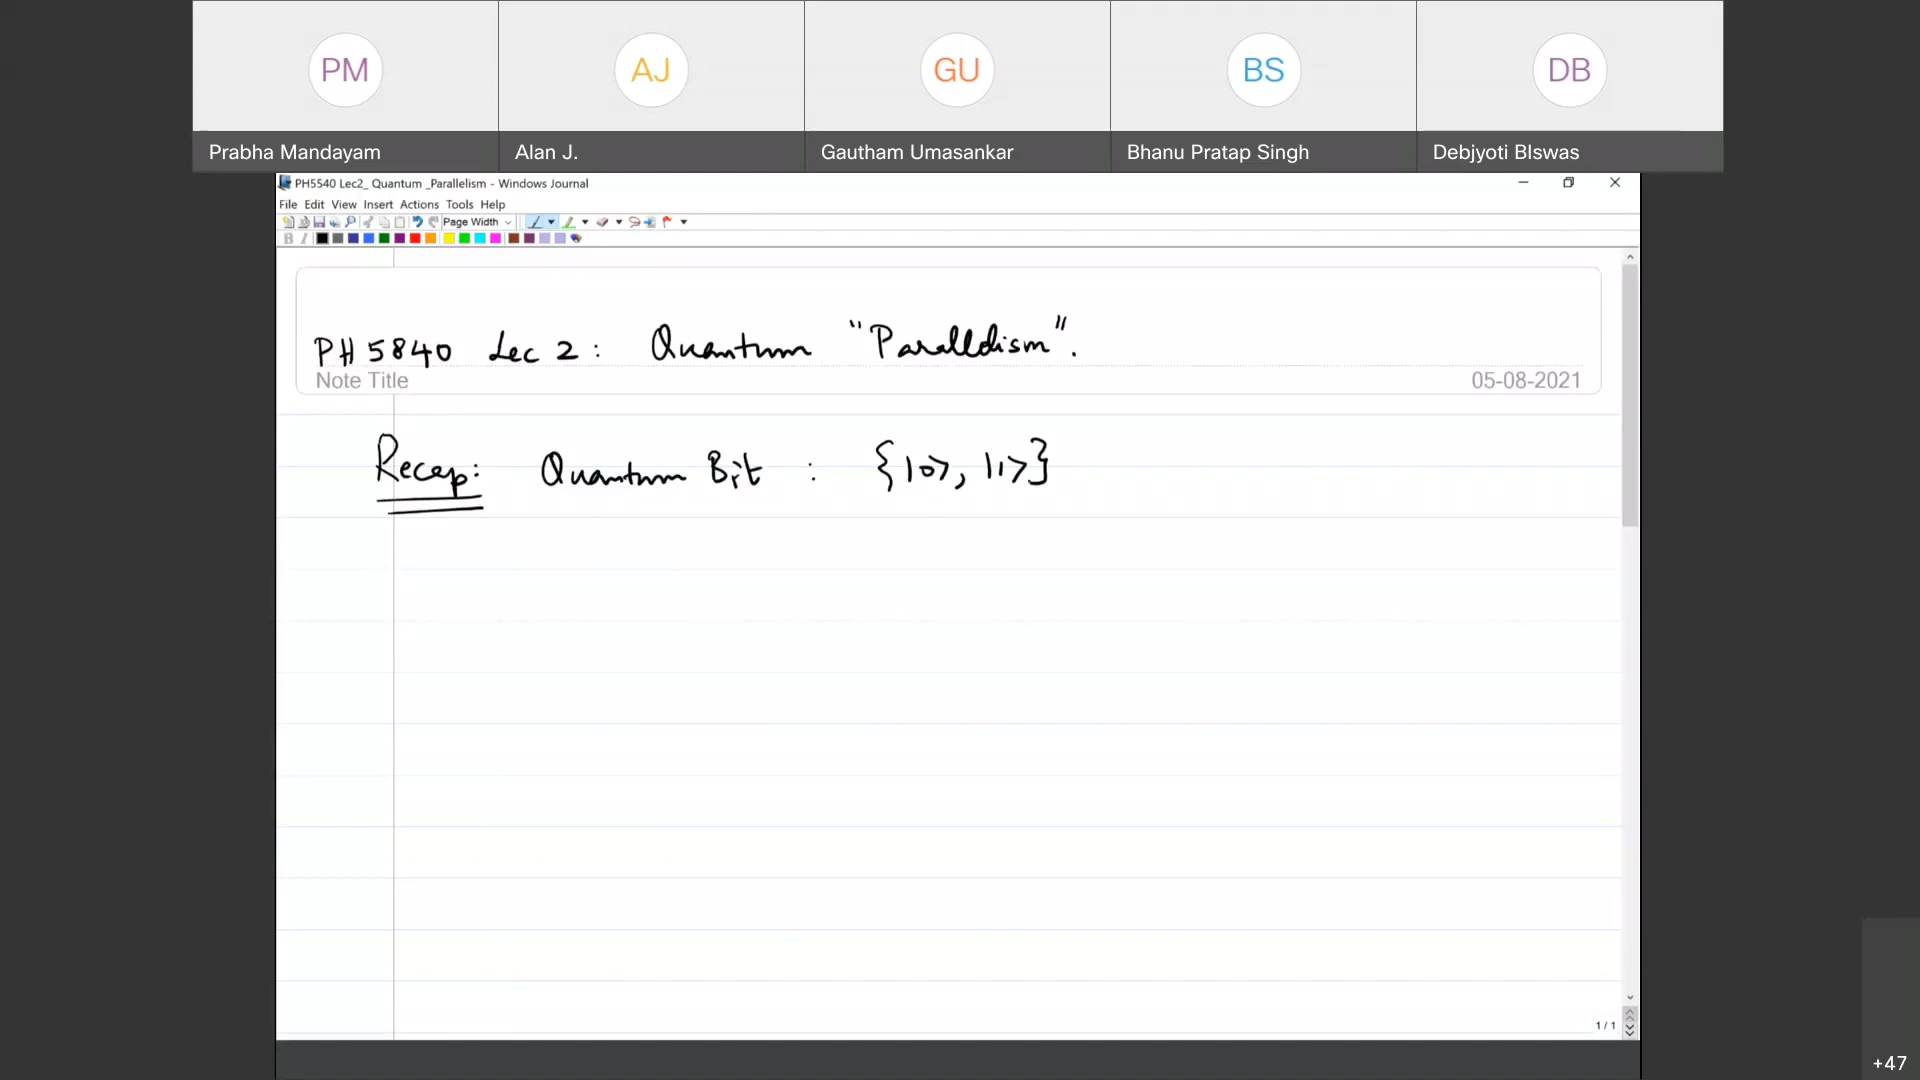 PM AJ GU BS DB
Prabha Mandayam Alan J. Gautham Umasankar Bhanu Pratap Singh Debjyoti BIswas
PH5540 Lec2_ Quantum _Parallelism - Windows Journal
File Edit View Insert Actions Tools Help
Page Width
B I
PH5840 Lec 2: Quantum "Parallelism".
Note Title 05-08-2021
Recap: Quantum Bit : {|0>, |1>}
1 / 1
+47